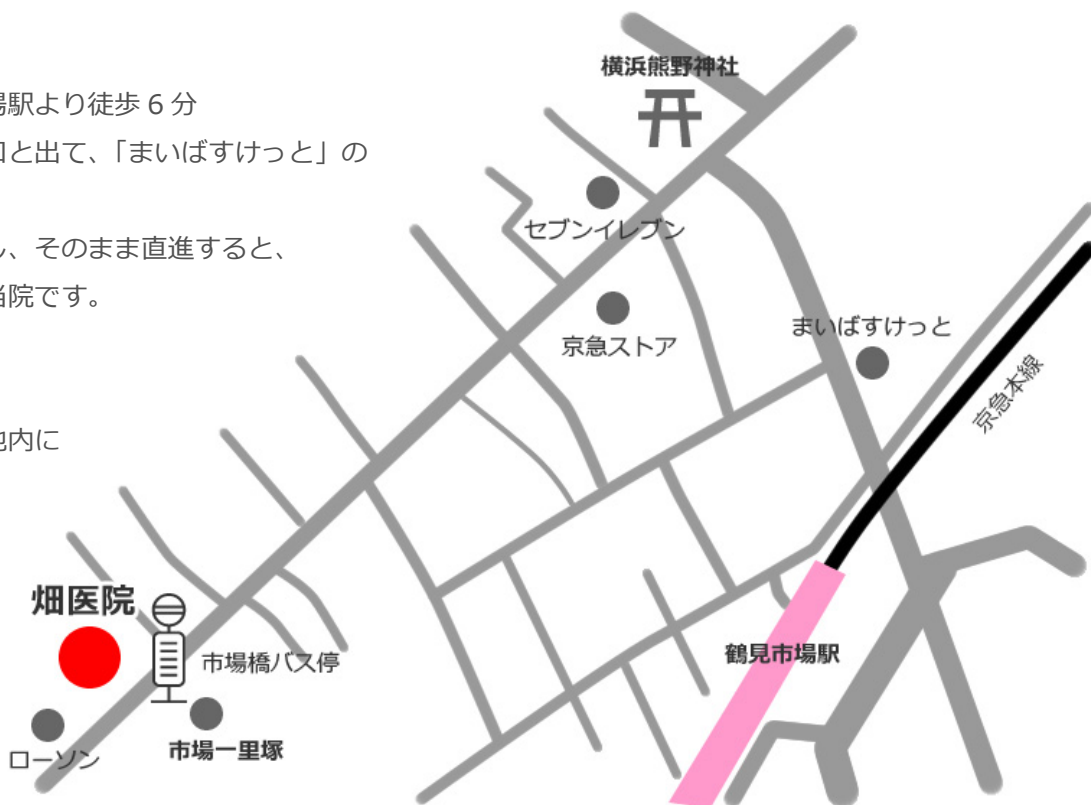 場駅より徒歩6分
口と出て、「まいばすけっと」の
、そのまま直進すると、
当院です。
地内に
横浜熊野神社
セブンイレブン
京急ストア
まいばすけっと
京急本線
畑医院
市場橋バス停
鶴見市場駅
市場一里塚
ローソン